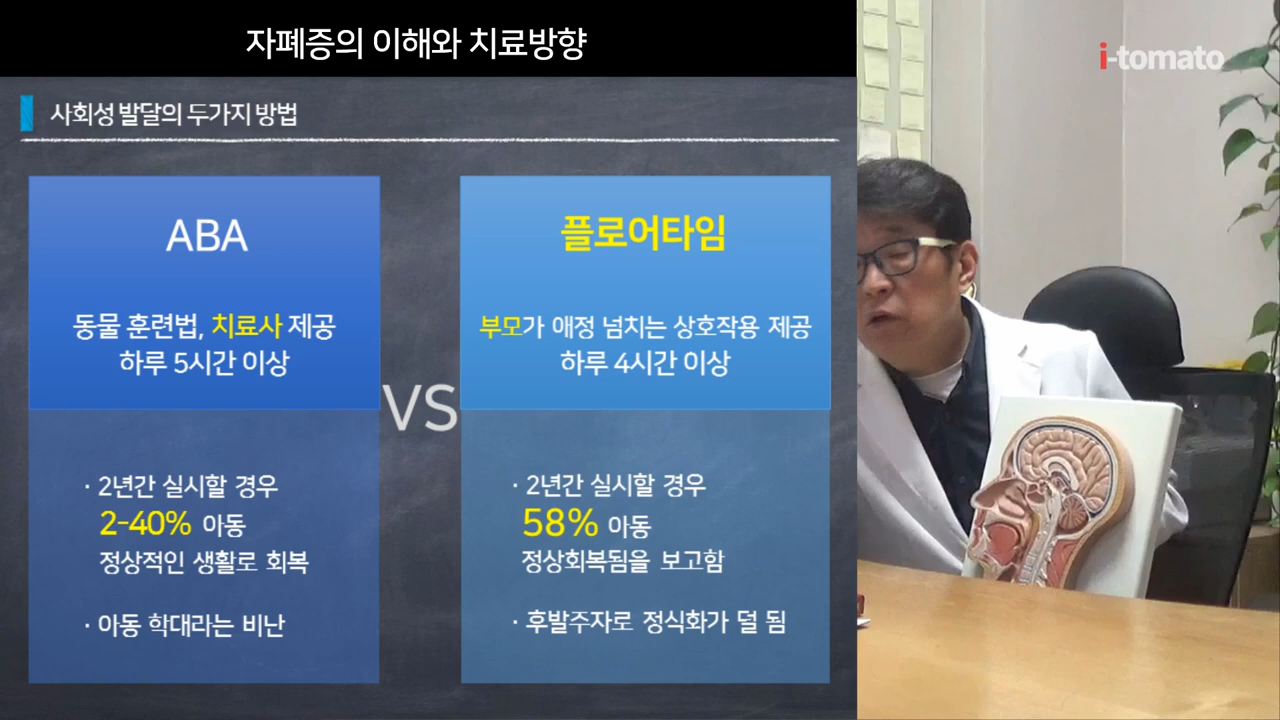 자폐증의 이해와 치료방향
i-tomato
사회성 발달의 두가지 방법
ABA
동물 훈련법, 치료사 제공
하루 5시간 이상
· 2년간 실시할 경우
2-40% 아동
정상적인 생활로 회복
· 아동 학대라는 비난
VS
플로어타임
부모가 애정 넘치는 상호작용 제공
하루 4시간 이상
· 2년간 실시할 경우
58% 아동
정상회복됨을 보고함
· 후발주자로 정식화가 덜 됨